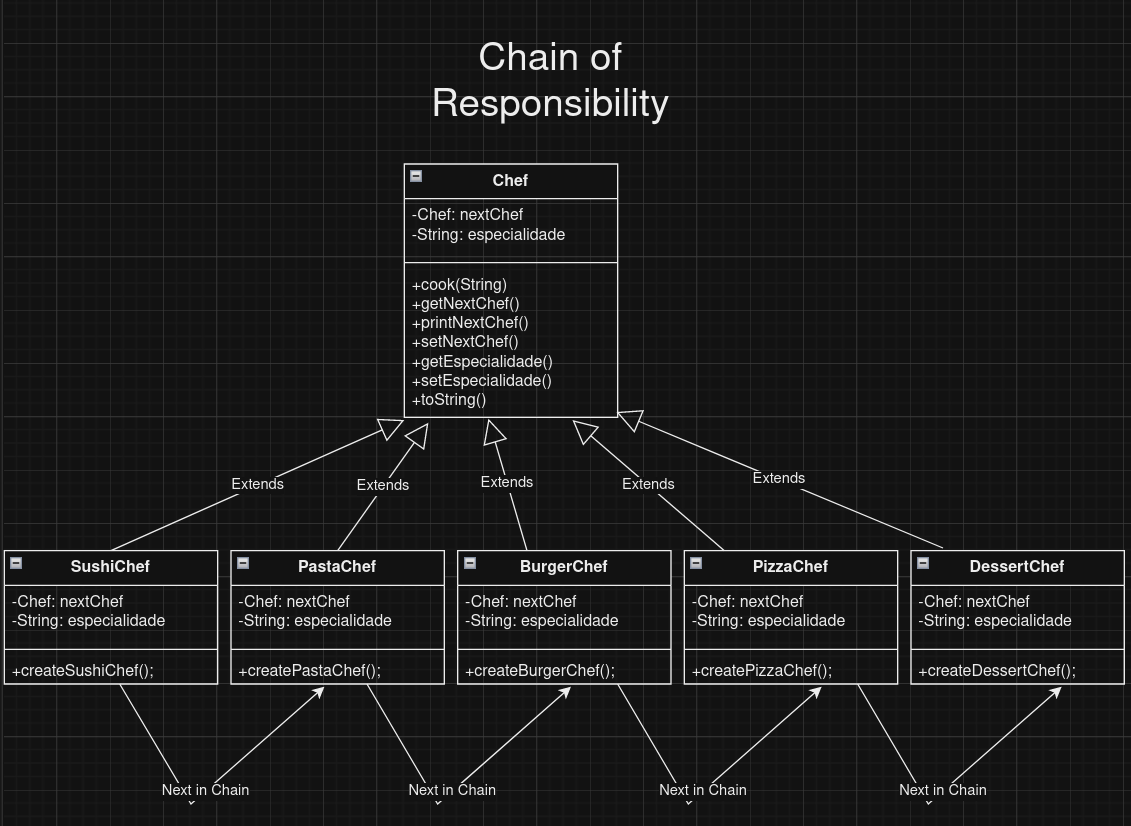 Chain of
Responsibility
Chef
-Chef: nextChef
-String: especialidade
+cook(String)
+getNextChef()
+printNextChef()
+setNextChef()
+getEspecialidade()
+setEspecialidade()
+toString()
Extends
Extends
Extends
Extends
Extends
SushiChef
-Chef: nextChef
-String: especialidade
+createSushiChef();
PastaChef
-Chef: nextChef
-String: especialidade
+createPastaChef();
BurgerChef
-Chef: nextChef
-String: especialidade
+createBurgerChef();
PizzaChef
-Chef: nextChef
-String: especialidade
+createPizzaChef();
DessertChef
-Chef: nextChef
-String: especialidade
+createDessertChef();
Next in Chain
Next in Chain
Next in Chain
Next in Chain